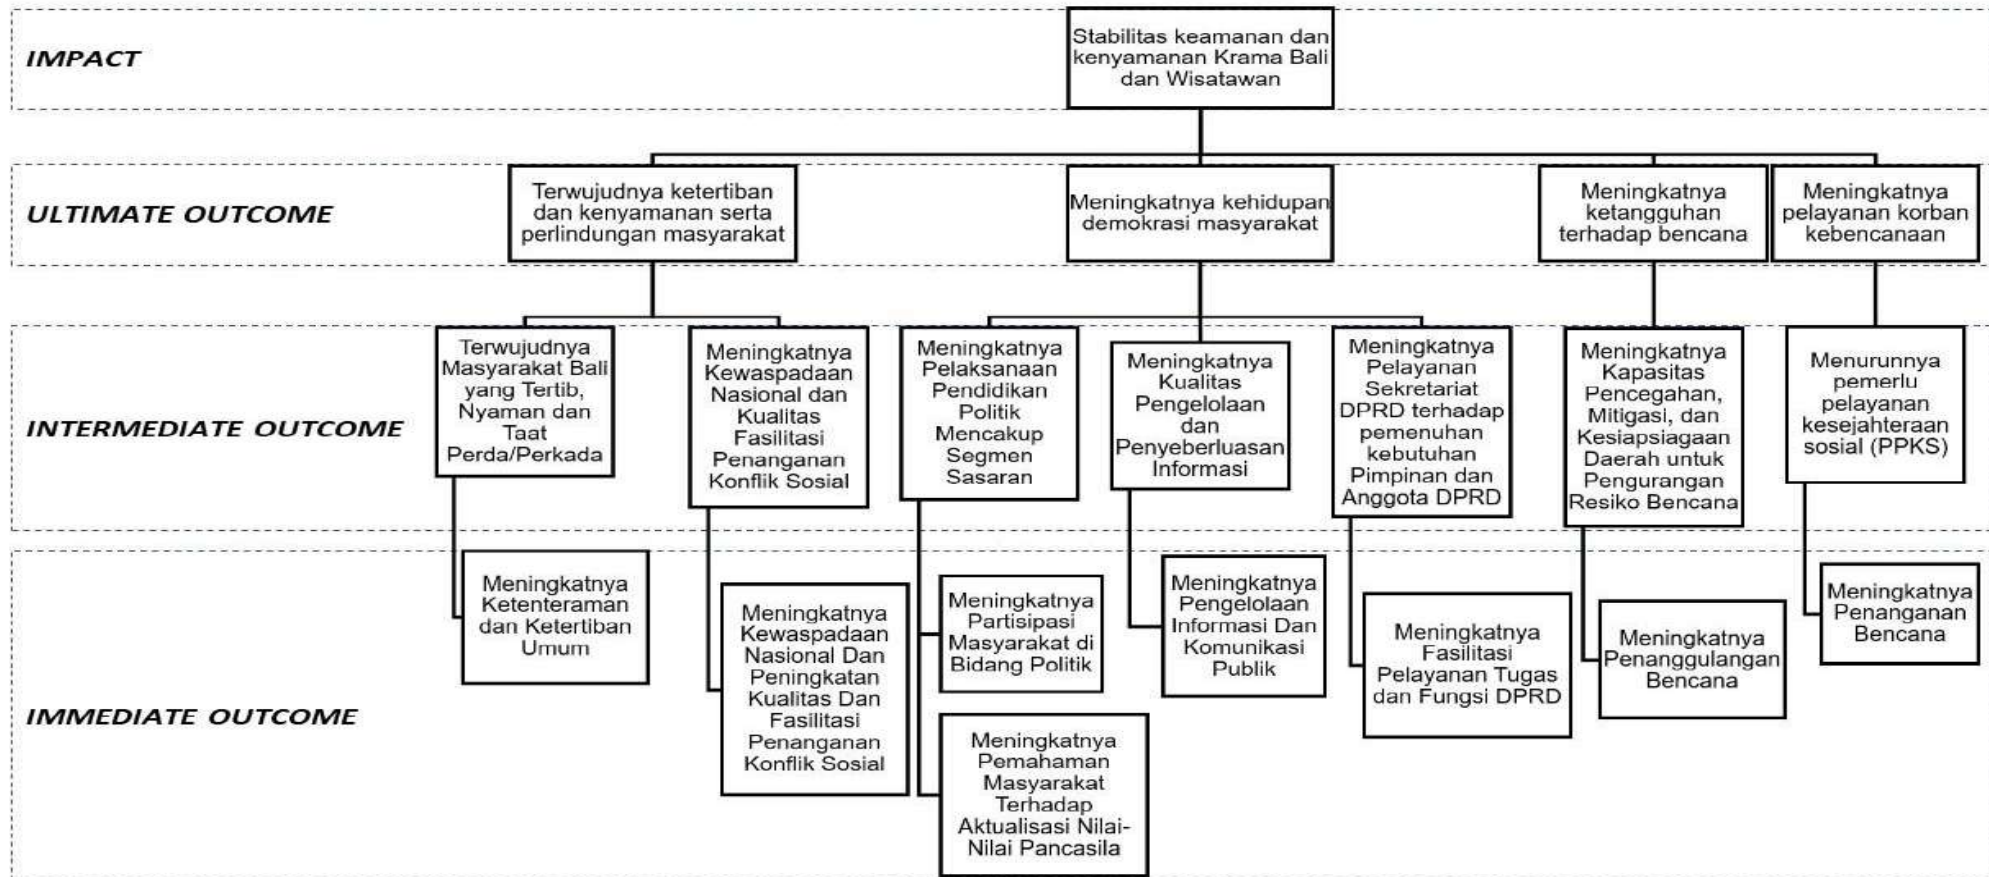 IMPACT
Stabilitas keamanan dan
kenyamanan Krama Bali
dan Wisatawan
ULTIMATE OUTCOME
Terwujudnya ketertiban
dan kenyamanan serta
perlindungan masyarakat
Meningkatnya kehidupan
demokrasi masyarakat
Meningkatnya
ketangguhan
terhadap bencana
Meningkatnya
pelayanan korban
kebencanaan
INTERMEDIATE OUTCOME
Terwujudnya
Masyarakat Bali
yang Tertib,
Nyaman dan
Taat
Perda/Perkada
Meningkatnya
Kewaspadaan
Nasional dan
Kualitas
Fasilitasi
Penanganan
Konflik Sosial
Meningkatnya
Pelaksanaan
Pendidikan
Politik
Mencakup
Segmen
Sasaran
Meningkatnya
Kualitas
Pengelolaan
dan
Penyeberluasan
Informasi
Meningkatnya
Pelayanan
Sekretariat
DPRD terhadap
pemenuhan
kebutuhan
Pimpinan dan
Anggota DPRD
Meningkatnya
Kapasitas
Pencegahan,
Mitigasi, dan
Kesiapsiagaan
Daerah untuk
Pengurangan
Resiko Bencana
Menurunnya
pemerlu
pelayanan
kesejahteraan
sosial (PPKS)
IMMEDIATE OUTCOME
Meningkatnya
Ketenteraman
dan Ketertiban
Umum
Meningkatnya
Kewaspadaan
Nasional Dan
Peningkatan
Kualitas Dan
Fasilitasi
Penanganan
Konflik Sosial
Meningkatnya
Partisipasi
Masyarakat di
Bidang Politik
Meningkatnya
Pemahaman
Masyarakat
Terhadap
Aktualisasi Nilai-
Nilai Pancasila
Meningkatnya
Pengelolaan
Informasi Dan
Komunikasi
Publik
Meningkatnya
Fasilitasi
Pelayanan Tugas
dan Fungsi DPRD
Meningkatnya
Penanggulangan
Bencana
Meningkatnya
Penanganan
Bencana